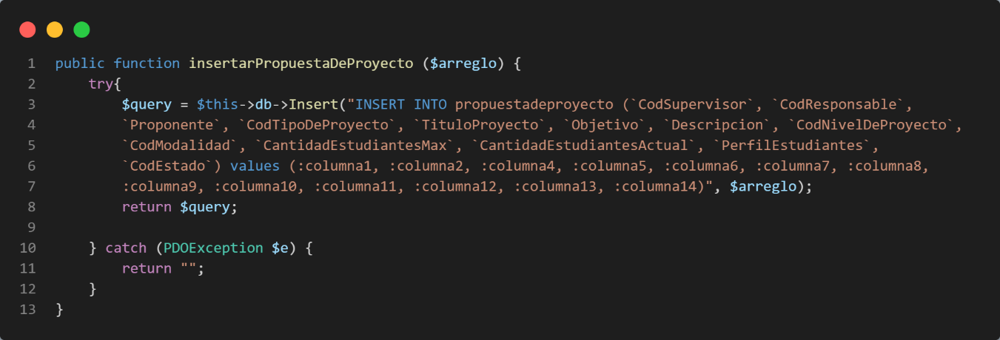 1 public function insertarPropuestaDeProyecto ($arreglo) {
2 try{
3 $query = $this->db->Insert("INSERT INTO propuestadeproyecto (`CodSupervisor`, `CodResponsable`,
4 `Proponente`, `CodTipoDeProyecto`, `TituloProyecto`, `Objetivo`, `Descripcion`, `CodNivelDeProyecto`,
5 `CodModalidad`, `CantidadEstudiantesMax`, `CantidadEstudiantesActual`, `PerfilEstudiantes`,
6 `CodEstado`) values (:columna1, :columna2, :columna4, :columna5, :columna6, :columna7, :columna8,
7 :columna9, :columna10, :columna11, :columna12, :columna13, :columna14)", $arreglo);
8 return $query;
9
10 } catch (PDOException $e) {
11 return "";
12 }
13 }